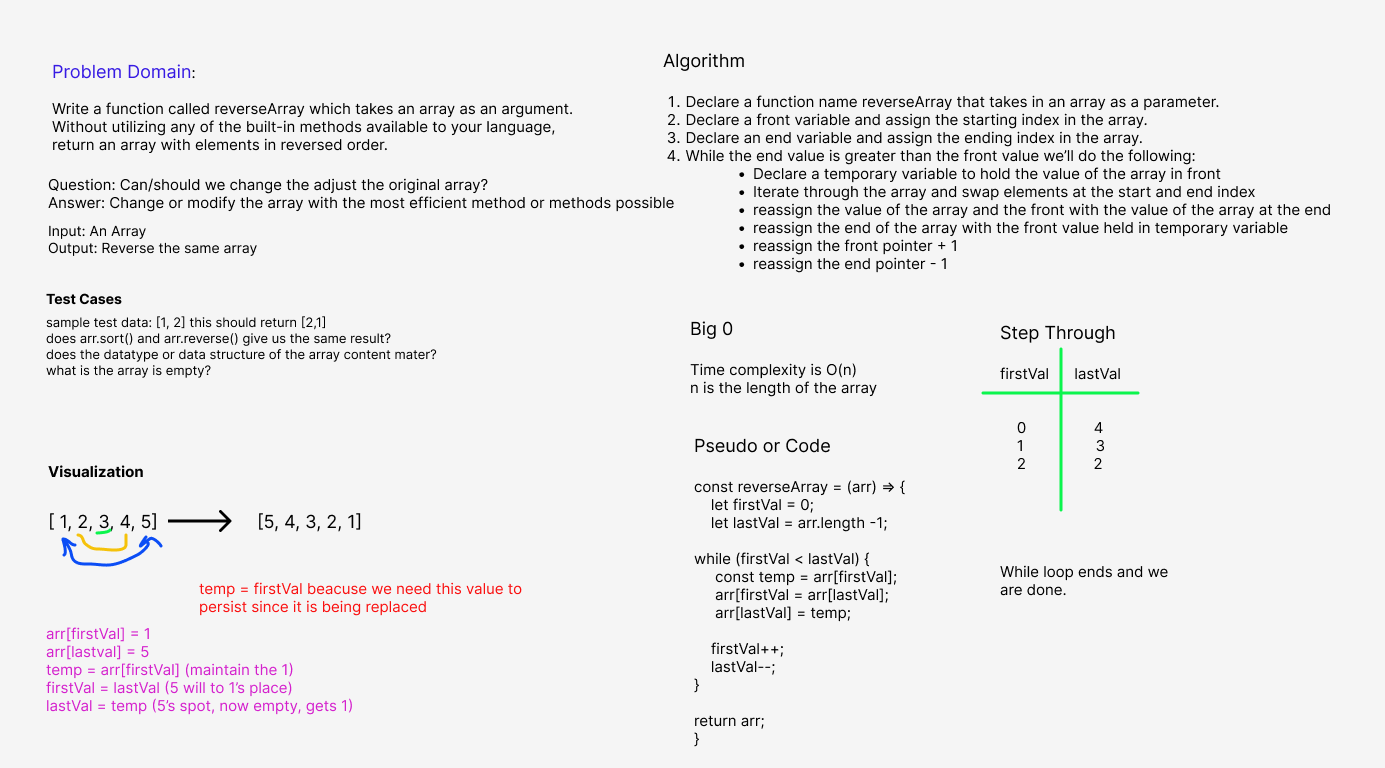 Problem Domain:
Write a function called reverseArray which takes an array as an argument.
Without utilizing any of the built-in methods available to your language,
return an array with elements in reversed order.
Question: Can/should we change the adjust the original array?
Answer: Change or modify the array with the most efficient method or methods possible
Input: An Array
Output: Reverse the same array
Test Cases
sample test data: [1, 2] this should return [2,1]
does arr.sort() and arr.reverse() give us the same result?
does the datatype or data structure of the array content mater?
what is the array is empty?
Visualization
[ 1, 2, 3, 4, 5] [5, 4, 3, 2, 1]
temp = firstVal beacuse we need this value to
persist since it is being replaced
arr[firstVal] = 1
arr[lastval] = 5
temp = arr[firstVal] (maintain the 1)
firstVal = lastVal (5 will to 1's place)
lastVal = temp (5's spot, now empty, gets 1)
Algorithm
1. Declare a function name reverseArray that takes in an array as a parameter.
2. Declare a front variable and assign the starting index in the array.
3. Declare an end variable and assign the ending index in the array.
4. While the end value is greater than the front value we'll do the following:
• Declare a temporary variable to hold the value of the array in front
• Iterate through the array and swap elements at the start and end index
• reassign the value of the array and the front with the value of the array at the end
• reassign the end of the array with the front value held in temporary variable
• reassign the front pointer + 1
• reassign the end pointer - 1
Big 0
Time complexity is O(n)
n is the length of the array
Pseudo or Code
const reverseArray = (arr) => {
let firstVal = 0;
let lastVal = arr.length -1;
while (firstVal < lastVal) {
const temp = arr[firstVal];
arr[firstVal = arr[lastVal];
arr[lastVal] = temp;
firstVal++;
lastVal--;
}
return arr;
}
Step Through
firstVal lastVal
0 4
1 3
2 2
While loop ends and we
are done.